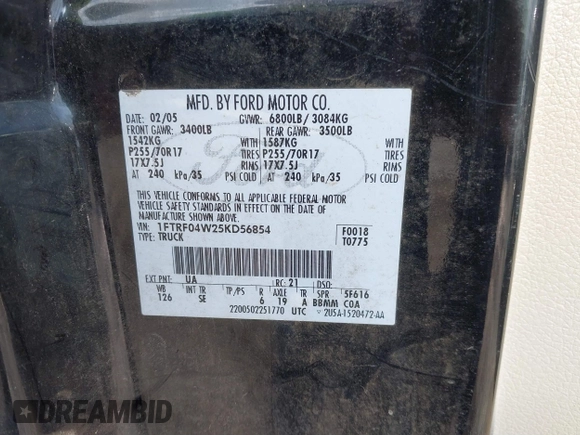 MFD. BY FORD MOTOR CO.
DATE: 02/05 GVWR: 6800LB/ 3084KG
FRONT GAWR: 3400LB REAR GAWR: 3500LB
1542KG WITH 1587KG WITH
P255/70R17 TIRES P255/70R17 TIRES
17X7.5J RIMS 17X7.5J RIMS
AT 240 kPa/35 PSI COLD AT 240 kPa/35 PSI COLD
THIS VEHICLE CONFORMS TO ALL APPLICABLE FEDERAL MOTOR
VEHICLE SAFETY STANDARDS IN EFFECT ON THE DATE OF MANUFACTURE
SHOWN ABOVE.
VIN: 1FTRF04W25KD56854 F0018
TYPE: TRUCK T0775
EXT PNT: UA RC: 21 DSO:
WB INT TR TP/PS R AXLE TR SPR 5F616
126 SE 6 19 A BBMM COA
2200502251770 UTC 2U5A-1520472-AA
Ford
DREAMBID